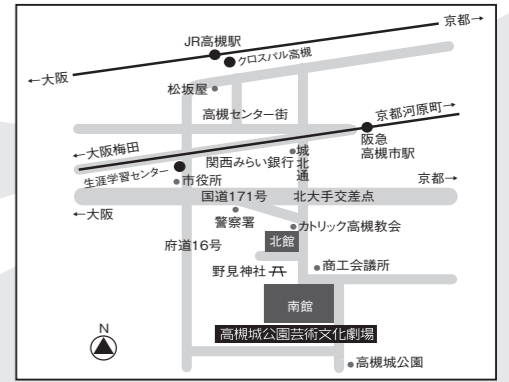 京都→
JR高槻駅
クロスパル高槻
←大阪
松坂屋
高槻センター街
京都河原町→
阪急
高槻市駅
←大阪梅田
関西みらい銀行
城北通
生涯学習センター
市役所
京都→
国道171号
北大手交差点
←大阪
警察署
カトリック高槻教会
府道16号
北館
野見神社
商工会議所
南館
N
高槻城公園芸術文化劇場
高槻城公園